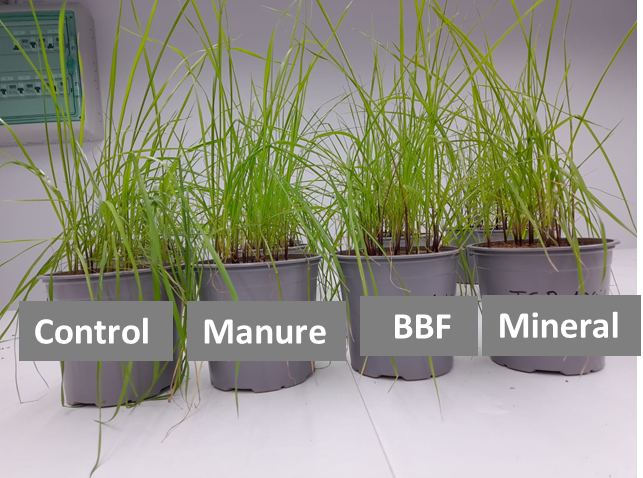 Control
Manure
BBF
Mineral